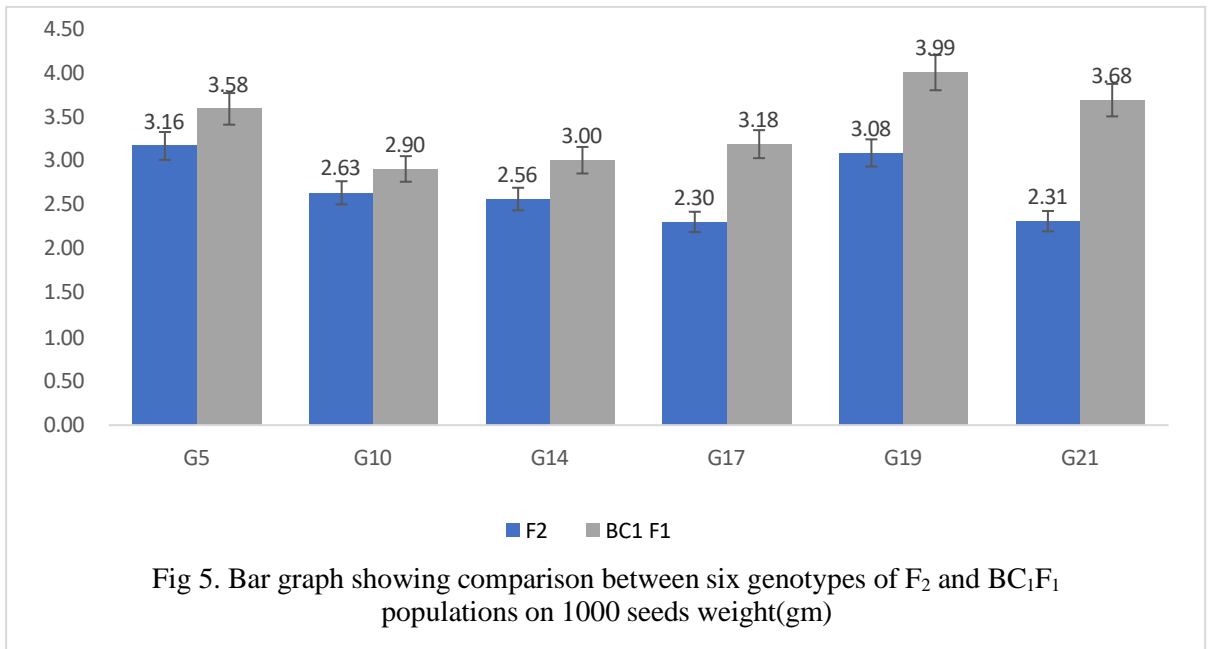 4.50
4.00
3.50
3.00
2.50
2.00
1.50
1.00
0.50
0.00
3.16 3.58 2.63 2.90 2.56 3.00 2.30 3.18 3.08 3.99 2.31 3.68
G5 G10 G14 G17 G19 G21
F2 BC1 F1
Fig 5. Bar graph showing comparison between six genotypes of F₂ and BC₁F₁
populations on 1000 seeds weight(gm)